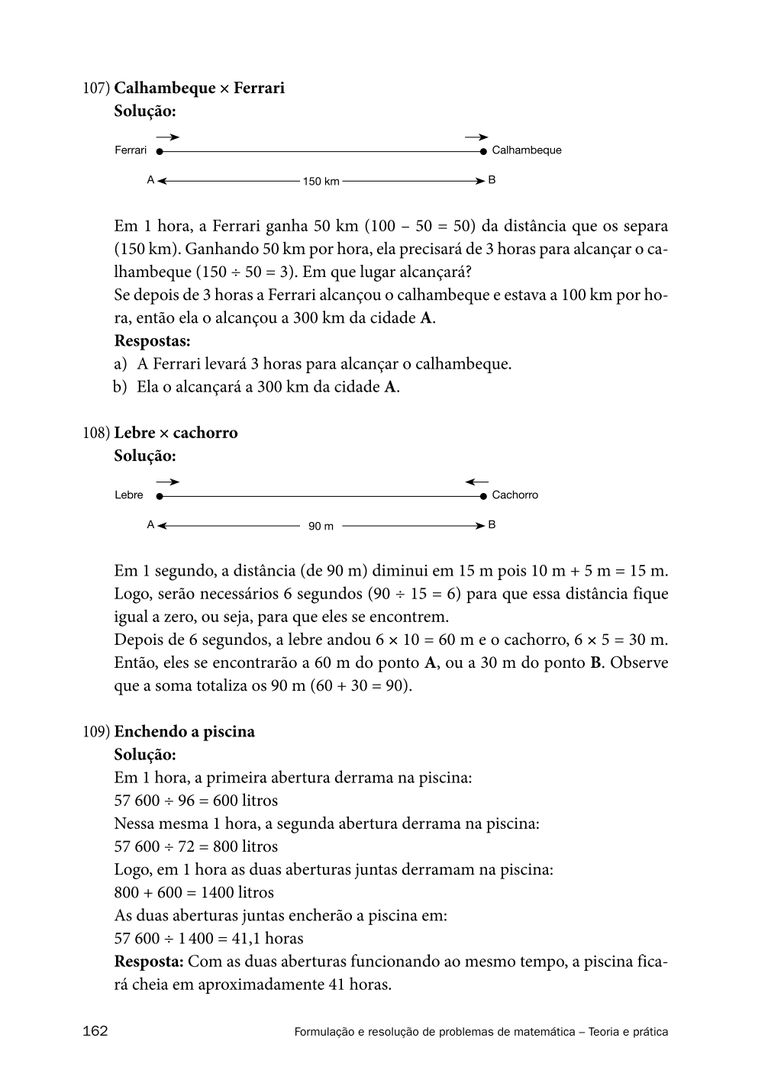 107) Calhambeque × Ferrari
Solução:
Ferrari
Calhambeque
A
150 km
B
Em 1 hora, a Ferrari ganha 50 km (100 – 50 = 50) da distância que os separa
(150 km). Ganhando 50 km por hora, ela precisará de 3 horas para alcançar o ca-
lhambeque (150 ÷ 50 = 3). Em que lugar alcançará?
Se depois de 3 horas a Ferrari alcançou o calhambeque e estava a 100 km por ho-
ra, então ela o alcançou a 300 km da cidade A.
Respostas:
a) A Ferrari levará 3 horas para alcançar o calhambeque.
b) Ela o alcançará a 300 km da cidade A.
108) Lebre × cachorro
Solução:
Lebre
Cachorro
A
90 m
B
Em 1 segundo, a distância (de 90 m) diminui em 15 m pois 10 m + 5 m = 15 m.
Logo, serão necessários 6 segundos (90 ÷ 15 = 6) para que essa distância fique
igual a zero, ou seja, para que eles se encontrem.
Depois de 6 segundos, a lebre andou 6 × 10 = 60 m e o cachorro, 6 × 5 = 30 m.
Então, eles se encontrarão a 60 m do ponto A, ou a 30 m do ponto B. Observe
que a soma totaliza os 90 m (60 + 30 = 90).
109) Enchendo a piscina
Solução:
Em 1 hora, a primeira abertura derrama na piscina:
57 600 ÷ 96 = 600 litros
Nessa mesma 1 hora, a segunda abertura derrama na piscina:
57 600 ÷ 72 = 800 litros
Logo, em 1 hora as duas aberturas juntas derramam na piscina:
800 + 600 = 1400 litros
As duas aberturas juntas encherão a piscina em:
57 600 ÷ 1 400 = 41,1 horas
Resposta: Com as duas aberturas funcionando ao mesmo tempo, a piscina fica-
rá cheia em aproximadamente 41 horas.
162
Formulação e resolução de problemas de matemática – Teoria e prática